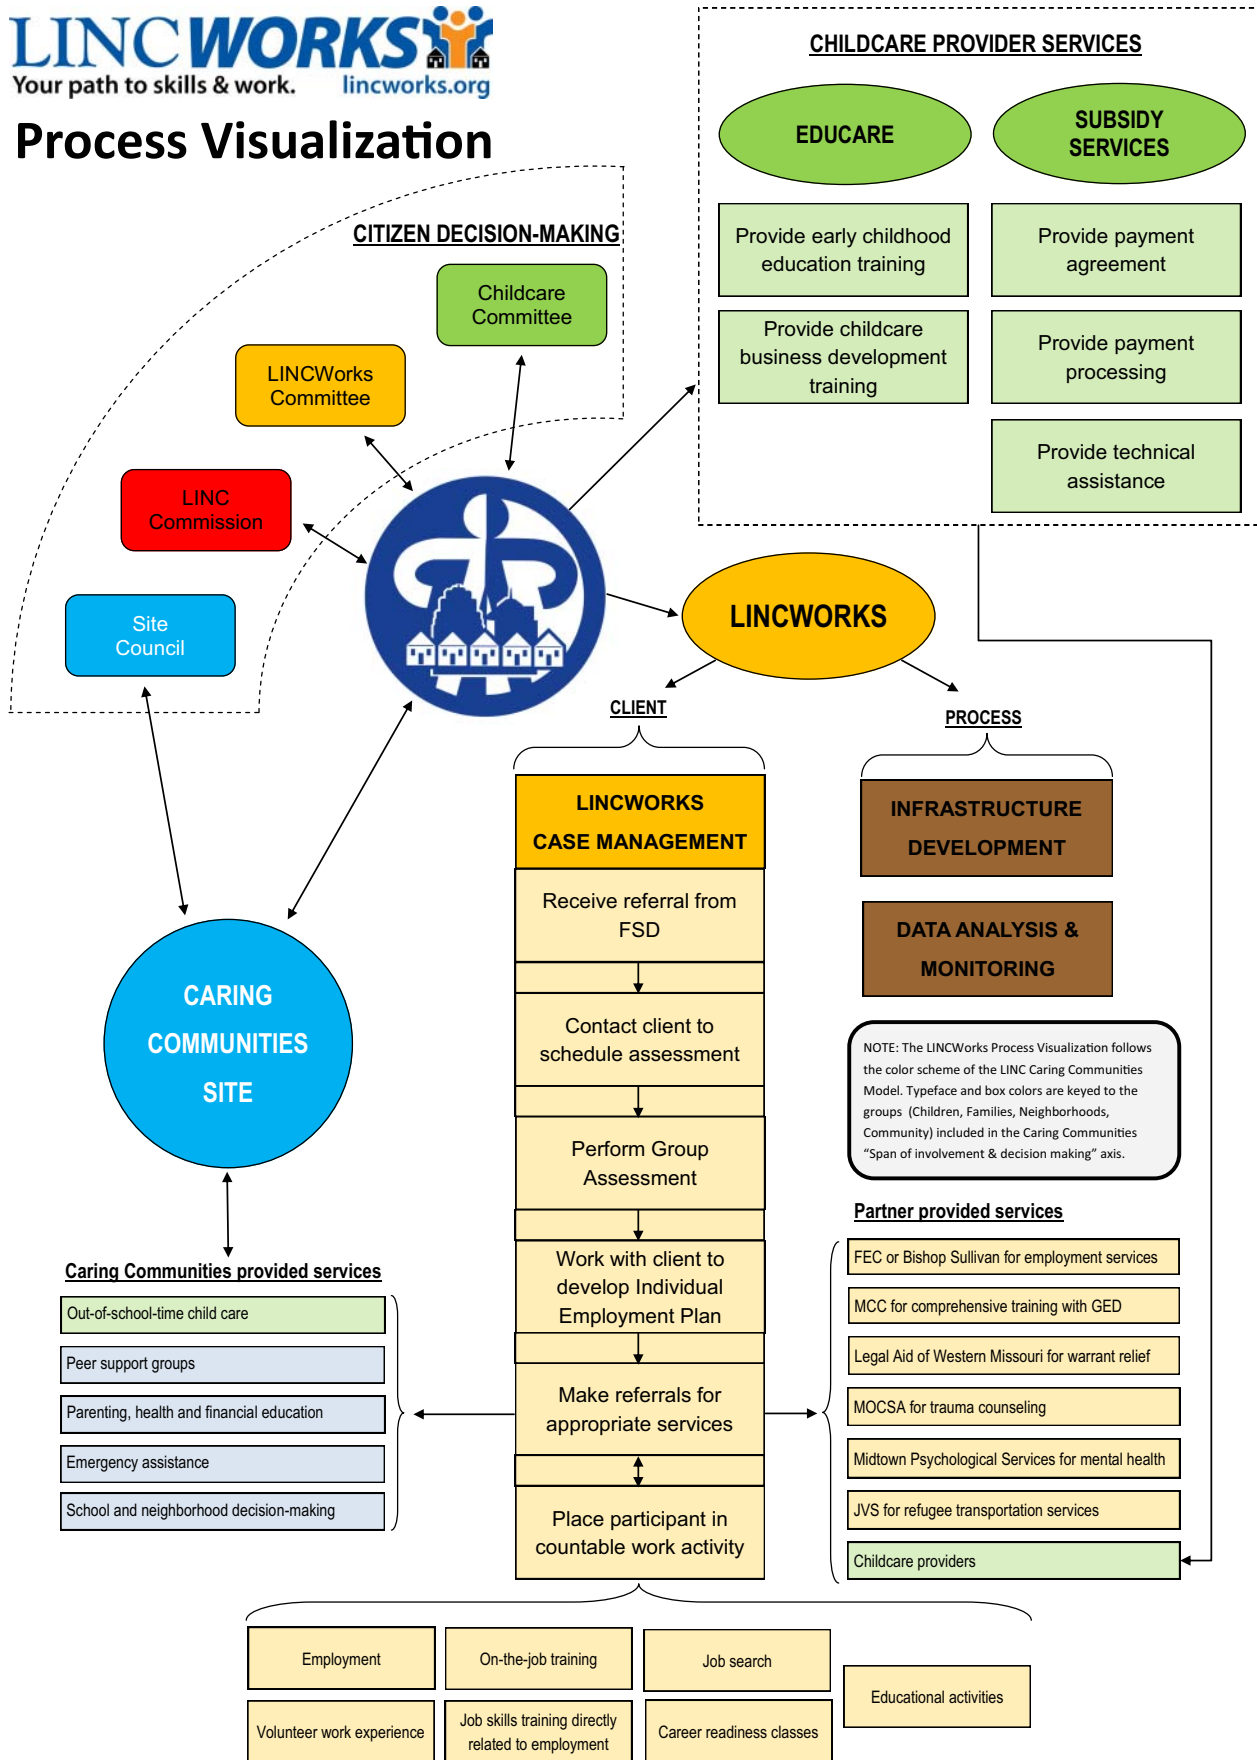 LINCWORKS
Your path to skills & work. lincworks.org
Process Visualization
CHILDCARE PROVIDER SERVICES
EDUCARE
SUBSIDY
SERVICES
Provide early childhood
education training
Provide payment
agreement
Provide childcare
business development
training
Provide payment
processing
Provide technical
assistance
CITIZEN DECISION-MAKING
Childcare
Committee
LINCWorks
Committee
LINC
Commission
Site
Council
LINCWORKS
CLIENT
PROCESS
LINCWORKS
CASE MANAGEMENT
Receive referral from
FSD
Contact client to
schedule assessment
Perform Group
Assessment
Work with client to
develop Individual
Employment Plan
Make referrals for
appropriate services
Place participant in
countable work activity
INFRASTRUCTURE
DEVELOPMENT
DATA ANALYSIS &
MONITORING
NOTE: The LINCWorks Process Visualization follows
the color scheme of the LINC Caring Communities
Model. Typeface and box colors are keyed to the
groups (Children, Families, Neighborhoods,
Community) included in the Caring Communities
“Span of involvement & decision making” axis.
CARING
COMMUNITIES
SITE
Caring Communities provided services
Out-of-school-time child care
Peer support groups
Parenting, health and financial education
Emergency assistance
School and neighborhood decision-making
Partner provided services
FEC or Bishop Sullivan for employment services
MCC for comprehensive training with GED
Legal Aid of Western Missouri for warrant relief
MOCSA for trauma counseling
Midtown Psychological Services for mental health
JVS for refugee transportation services
Childcare providers
Employment
On-the-job training
Job search
Educational activities
Volunteer work experience
Job skills training directly
related to employment
Career readiness classes